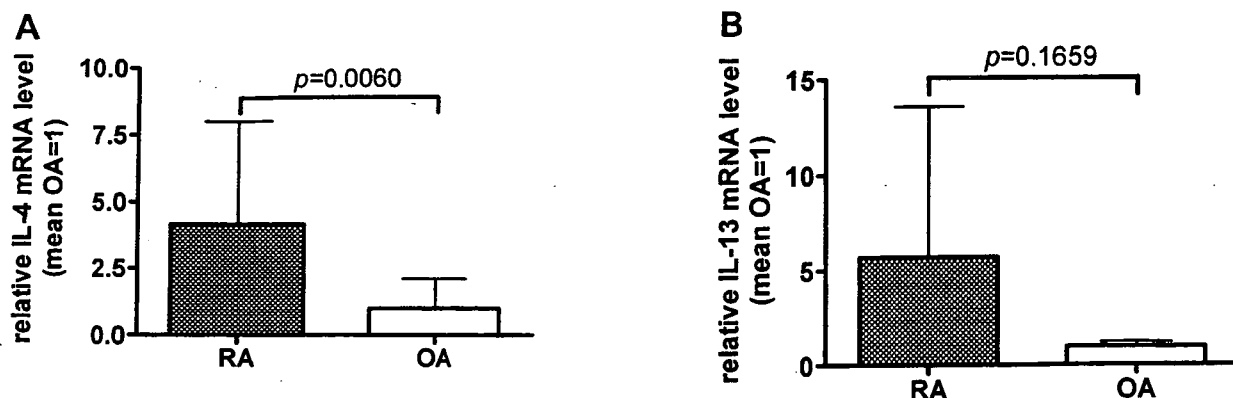 A
relative IL-4 mRNA level
(mean OA=1)
10.0
7.5
5.0
2.5
0.0
p=0.0060
RA
OA
B
relative IL-13 mRNA level
(mean OA=1)
15
10
5
0
p=0.1659
RA
OA